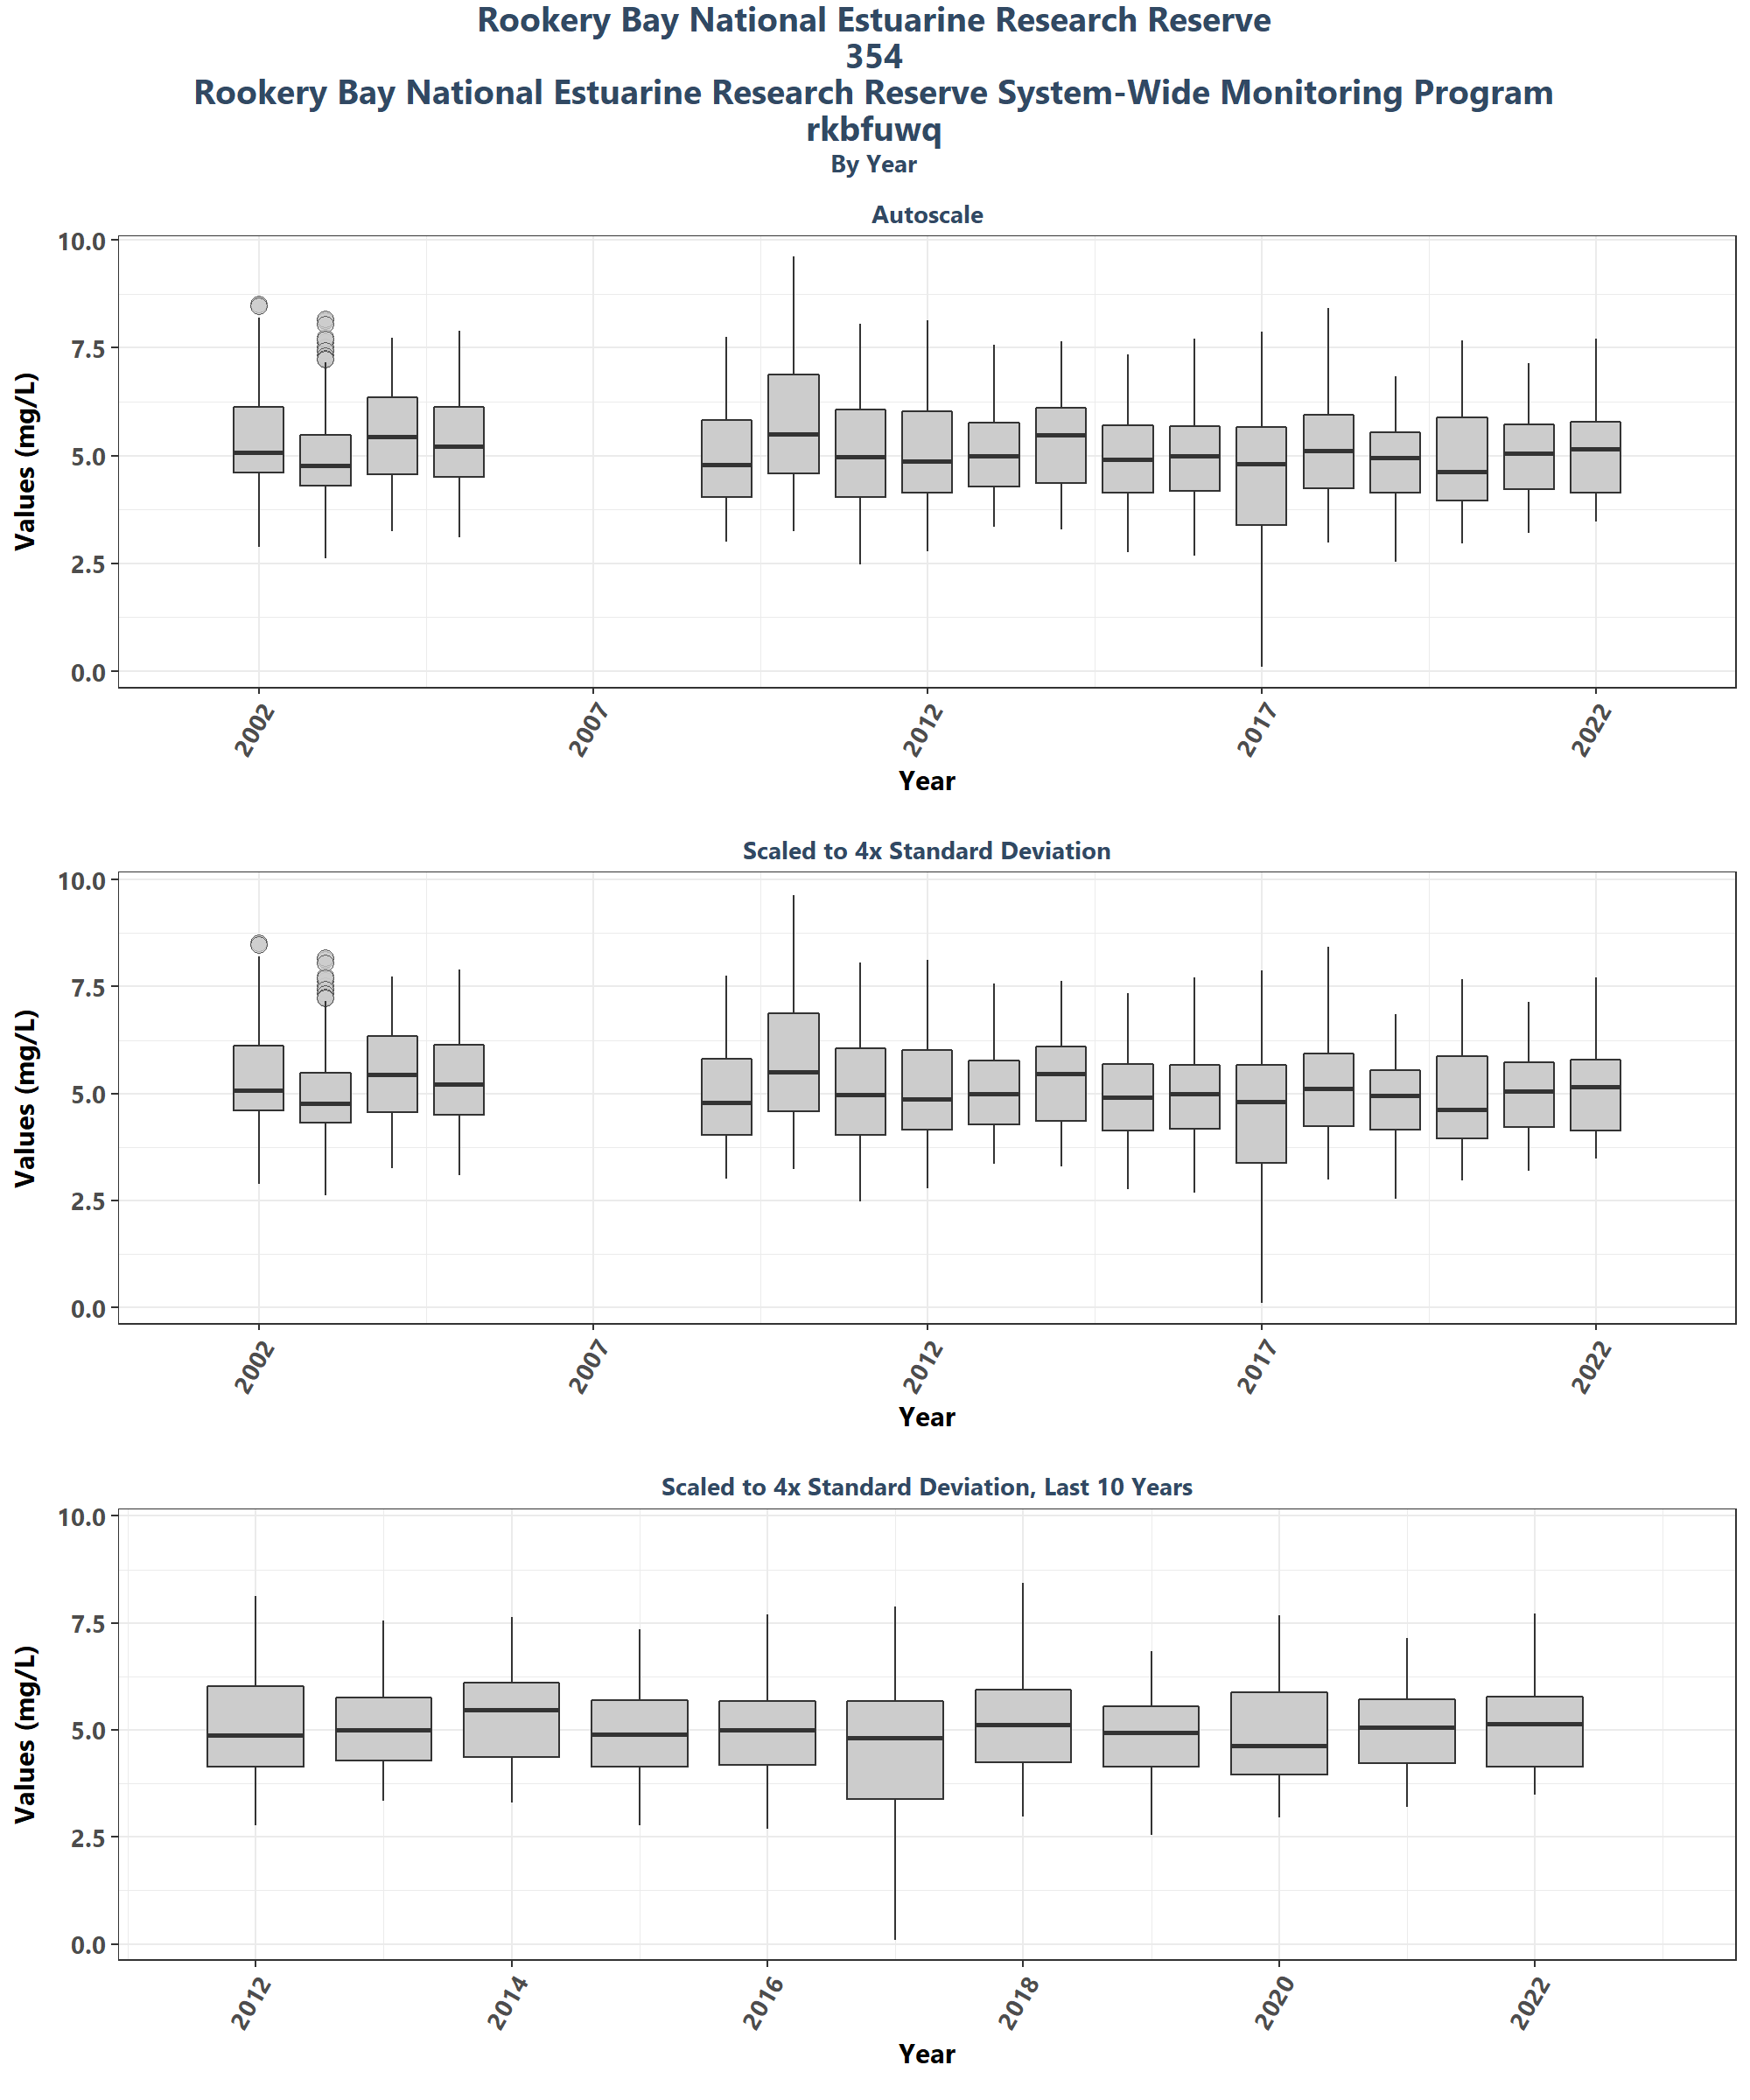 Rookery Bay National Estuarine Research Reserve
354
Rookery Bay National Estuarine Research Reserve System-Wide Monitoring Program
rkbfuwq
By Year
Autoscale
Values (mg/L)
10.0
7.5
5.0
2.5
0.0
2002 2007 2012 2017 2022
Year
Scaled to 4x Standard Deviation
Values (mg/L)
10.0
7.5
5.0
2.5
0.0
2002 2007 2012 2017 2022
Year
Scaled to 4x Standard Deviation, Last 10 Years
Values (mg/L)
10.0
7.5
5.0
2.5
0.0
2012 2014 2016 2018 2020 2022
Year